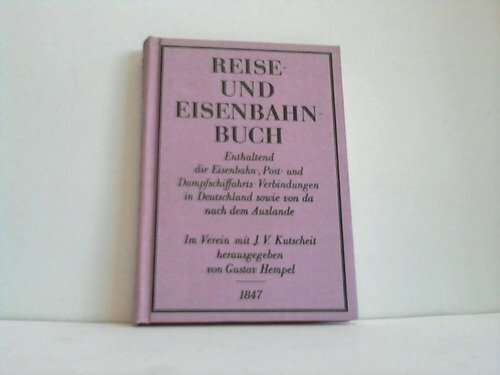 REISE-
UND
EISENBAHN-
BUCH
Enthaltend
die Eisenbahn-, Post- und
Dampfschiffahrts-Verbindungen
in Deutschland sowie von da
nach dem Auslande
Im Verein mit J. V. Kutscheit
herausgegeben
von Gustav Hempel
1847